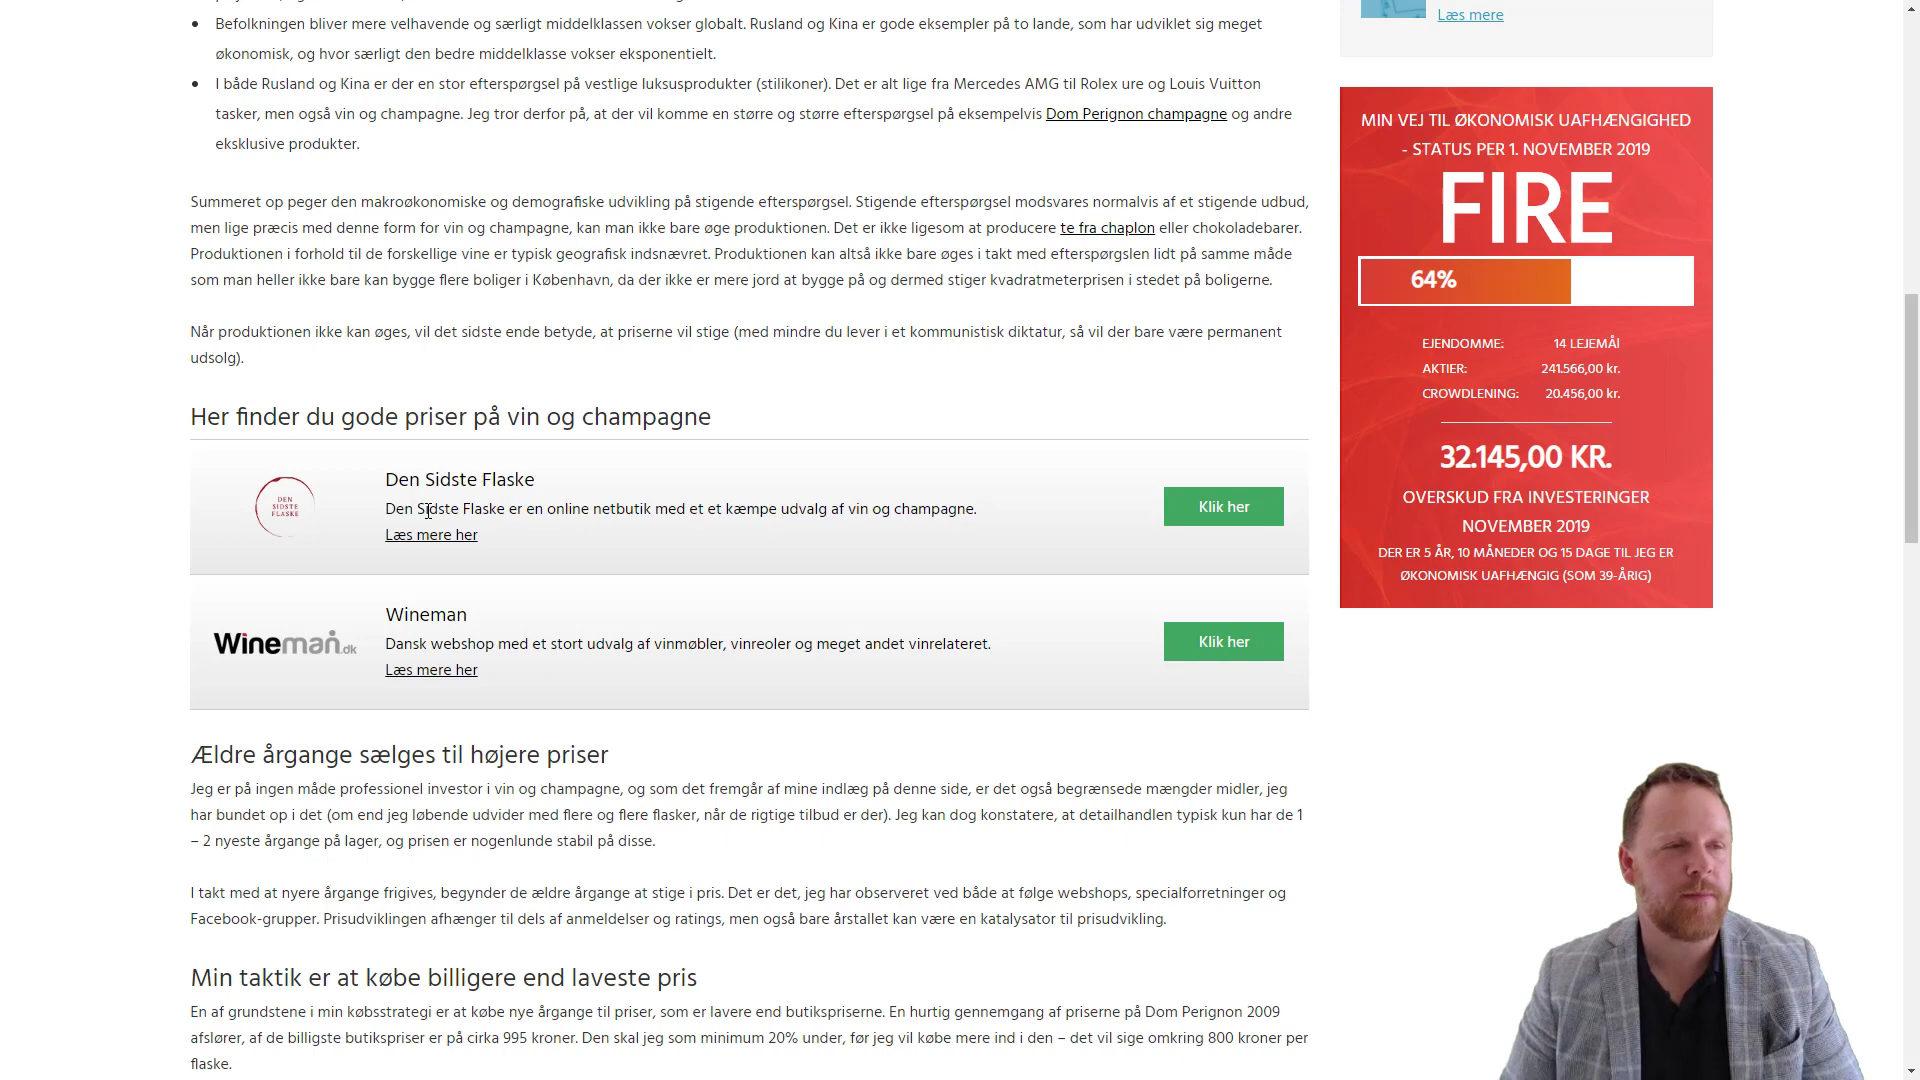 Læs mere
Befolkningen bliver mere velhavende og særligt middelklassen vokser globalt. Rusland og Kina er gode eksempler på to lande, som har udviklet sig meget
økonomisk, og hvor særligt den bedre middelklasse vokser eksponentielt.
I både Rusland og Kina er der en stor efterspørgsel på vestlige luksusprodukter (stilikoner). Det er alt lige fra Mercedes AMG til Rolex ure og Louis Vuitton
tasker, men også vin og champagne. Jeg tror derfor på, at der vil komme en større og større efterspørgsel på eksempelvis Dom Perignon champagne og andre
eksklusive produkter.
Summeret op peger den makroøkonomiske og demografiske udvikling på stigende efterspørgsel. Stigende efterspørgsel modsvares normalvis af et stigende udbud,
men lige præcis med denne form for vin og champagne, kan man ikke bare øge produktionen. Det er ikke ligesom at producere te fra chaplon eller chokoladebarer.
Produktionen i forhold til de forskellige vine er typisk geografisk indsnævret. Produktionen kan altså ikke bare øges i takt med efterspørgslen lidt på samme måde
som man heller ikke bare kan bygge flere boliger i København, da der ikke er mere jord at bygge på og dermed stiger kvadratmeterprisen i stedet på boligerne.
Når produktionen ikke kan øges, vil det sidste ende betyde, at priserne vil stige (med mindre du lever i et kommunistisk diktatur, så vil der bare være permanent
udsolg).
Her finder du gode priser på vin og champagne
DEN
SIDSTE
FLASKE
Den Sidste Flaske
Den Sidste Flaske er en online netbutik med et et kæmpe udvalg af vin og champagne.
Læs mere her
Klik her
Wineman.dk
Wineman
Dansk webshop med et stort udvalg af vinmøbler, vinreoler og meget andet vinrelateret.
Læs mere her
Klik her
Ældre årgange sælges til højere priser
Jeg er på ingen måde professionel investor i vin og champagne, og som det fremgår af mine indlæg på denne side, er det også begrænsede mængder midler, jeg
har bundet op i det (om end jeg løbende udvider med flere og flere flasker, når de rigtige tilbud er der). Jeg kan dog konstatere, at detailhandlen typisk kun har de 1
– 2 nyeste årgange på lager, og prisen er nogenlunde stabil på disse.
I takt med at nyere årgange frigives, begynder de ældre årgange at stige i pris. Det er det, jeg har observeret ved både at følge webshops, specialforretninger og
Facebook-grupper. Prisudviklingen afhænger til dels af anmeldelser og ratings, men også bare årstallet kan være en katalysator til prisudvikling.
Min taktik er at købe billigere end laveste pris
En af grundstene i min købsstrategi er at købe nye årgange til priser, som er lavere end butikspriserne. En hurtig gennemgang af priserne på Dom Perignon 2009
afslører, af de billigste butikspriser er på cirka 995 kroner. Den skal jeg som minimum 20% under, før jeg vil købe mere ind i den – det vil sige omkring 800 kroner per
flaske.
MIN VEJ TIL ØKONOMISK UAFHÆNGIGHED
- STATUS PER 1. NOVEMBER 2019
FIRE
64%
EJENDOMME: 14 LEJEMÅl
AKTIER: 241.566,00 kr.
CROWDLENING: 20.456,00 kr.
32.145,00 KR.
OVERSKUD FRA INVESTERINGER
NOVEMBER 2019
DER ER 5 ÅR, 10 MÅNEDER OG 15 DAGE TIL JEG ER
ØKONOMISK UAFHÆNGIG (SOM 39-ÅRIG)